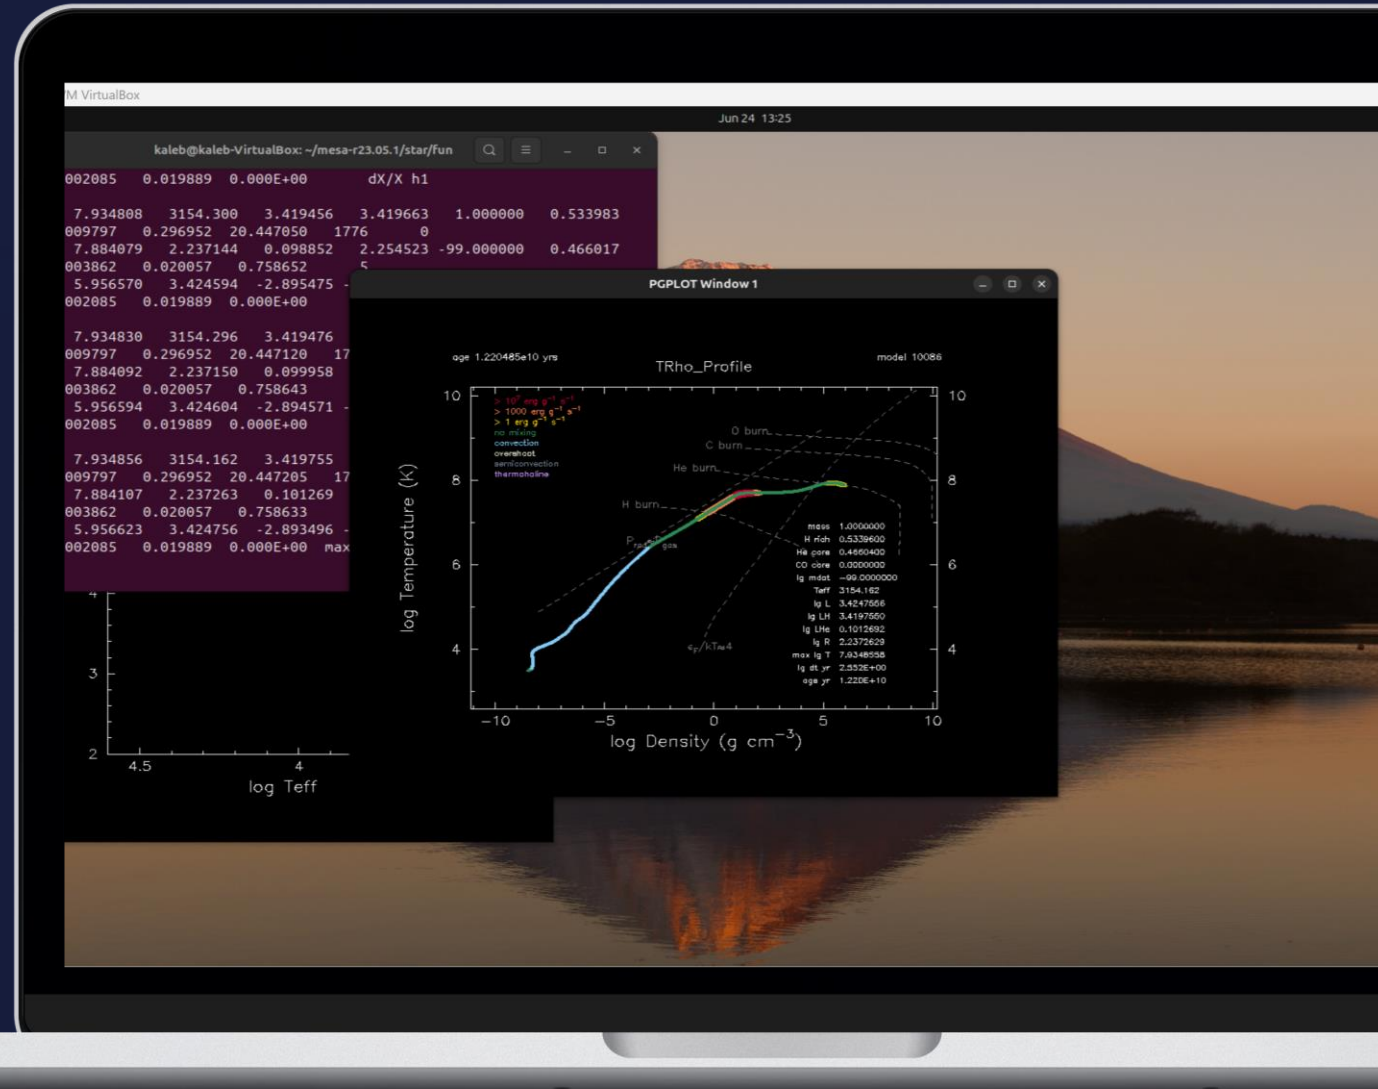 M VirtualBox
Jun 24 13:25
kaleb@kaleb-VirtualBox: ~/mesa-r23.05.1/star/fun
002085 0.019889 0.000E+00 dX/X h1
7.934808 3154.300 3.419456 3.419663 1.000000 0.533983
009797 0.296952 20.447050 1776 0
7.884079 2.237144 0.098852 2.254523 -99.000000 0.466017
003862 0.020057 0.758652 5
5.956570 3.424594 -2.895475 -
002085 0.019889 0.000E+00
7.934830 3154.296 3.419476
009797 0.296952 20.447120 17
7.884092 2.237150 0.099958
003862 0.020057 0.758643
5.956594 3.424604 -2.894571 -
002085 0.019889 0.000E+00
7.934856 3154.162 3.419755
009797 0.296952 20.447205 17
7.884107 2.237263 0.101269
003862 0.020057 0.758633
5.956623 3.424756 -2.893496 -
002085 0.019889 0.000E+00 max
4
3
2
4.5 4
log Teff
PGPLOT Window 1
age 1.220485e10 yrs
TRho_Profile
model 10086
10 10
8 8
6 6
4 4
log Temperature (K)
> 10⁷ erg g⁻¹ s⁻¹
> 1000 erg g⁻¹ s⁻¹
> 1 erg g⁻¹ s⁻¹
no mixing
convection
overshoot
semiconvection
thermohaline
O burn
C burn
He burn
H burn
εF/kT≈4
mass 1.0000000
H rich 0.5339600
He core 0.4660400
CO core 0.0000000
lg mdot -99.0000000
Teff 3154.162
lg L 3.4247556
lg LH 3.4197550
lg LHe 0.1012692
lg R 2.2372629
max lg T 7.9348558
lg dt yr 2.552E+00
age yr 1.220E+10
-10 -5 0 5 10
log Density (g cm⁻³)